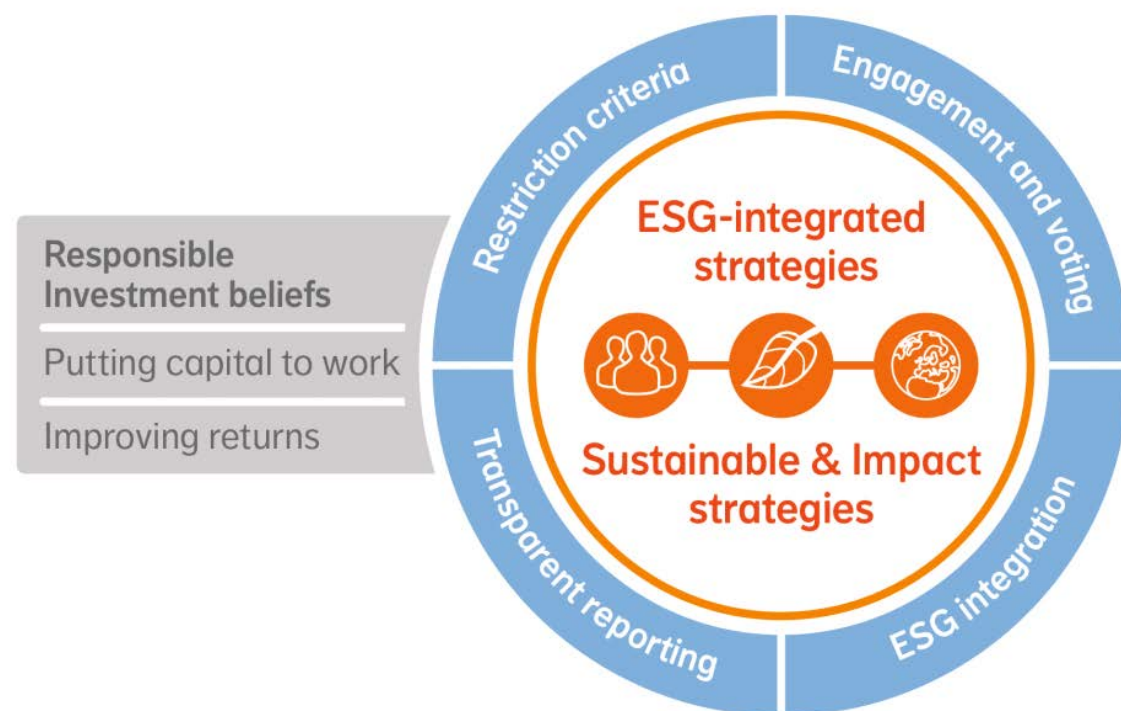 Responsible
Investment beliefs
Putting capital to work
Improving returns
Restriction criteria
Engagement and voting
ESG-integrated
strategies
Sustainable & Impact
strategies
Transparent reporting
ESG integration